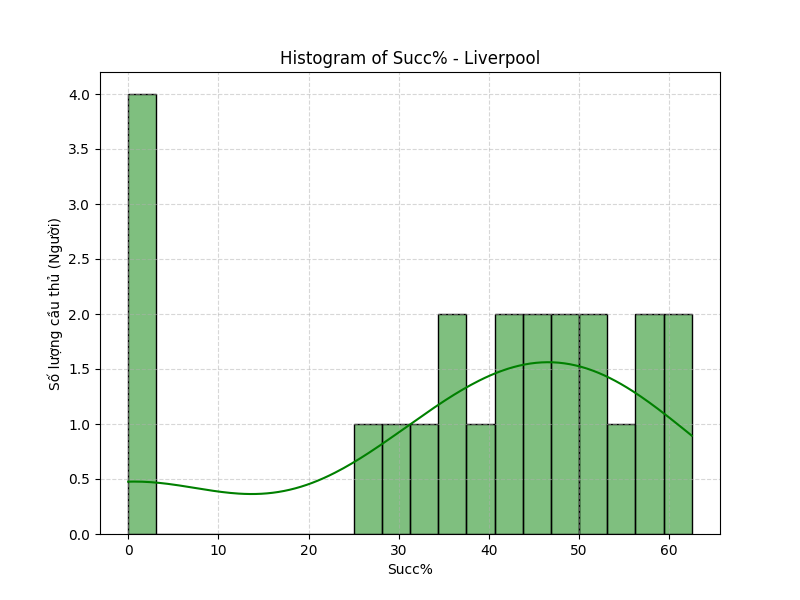 Histogram of Succ% - Liverpool
Số lượng cầu thủ (Người)
4.0
3.5
3.0
2.5
2.0
1.5
1.0
0.5
0.0
0 10 20 30 40 50 60
Succ%